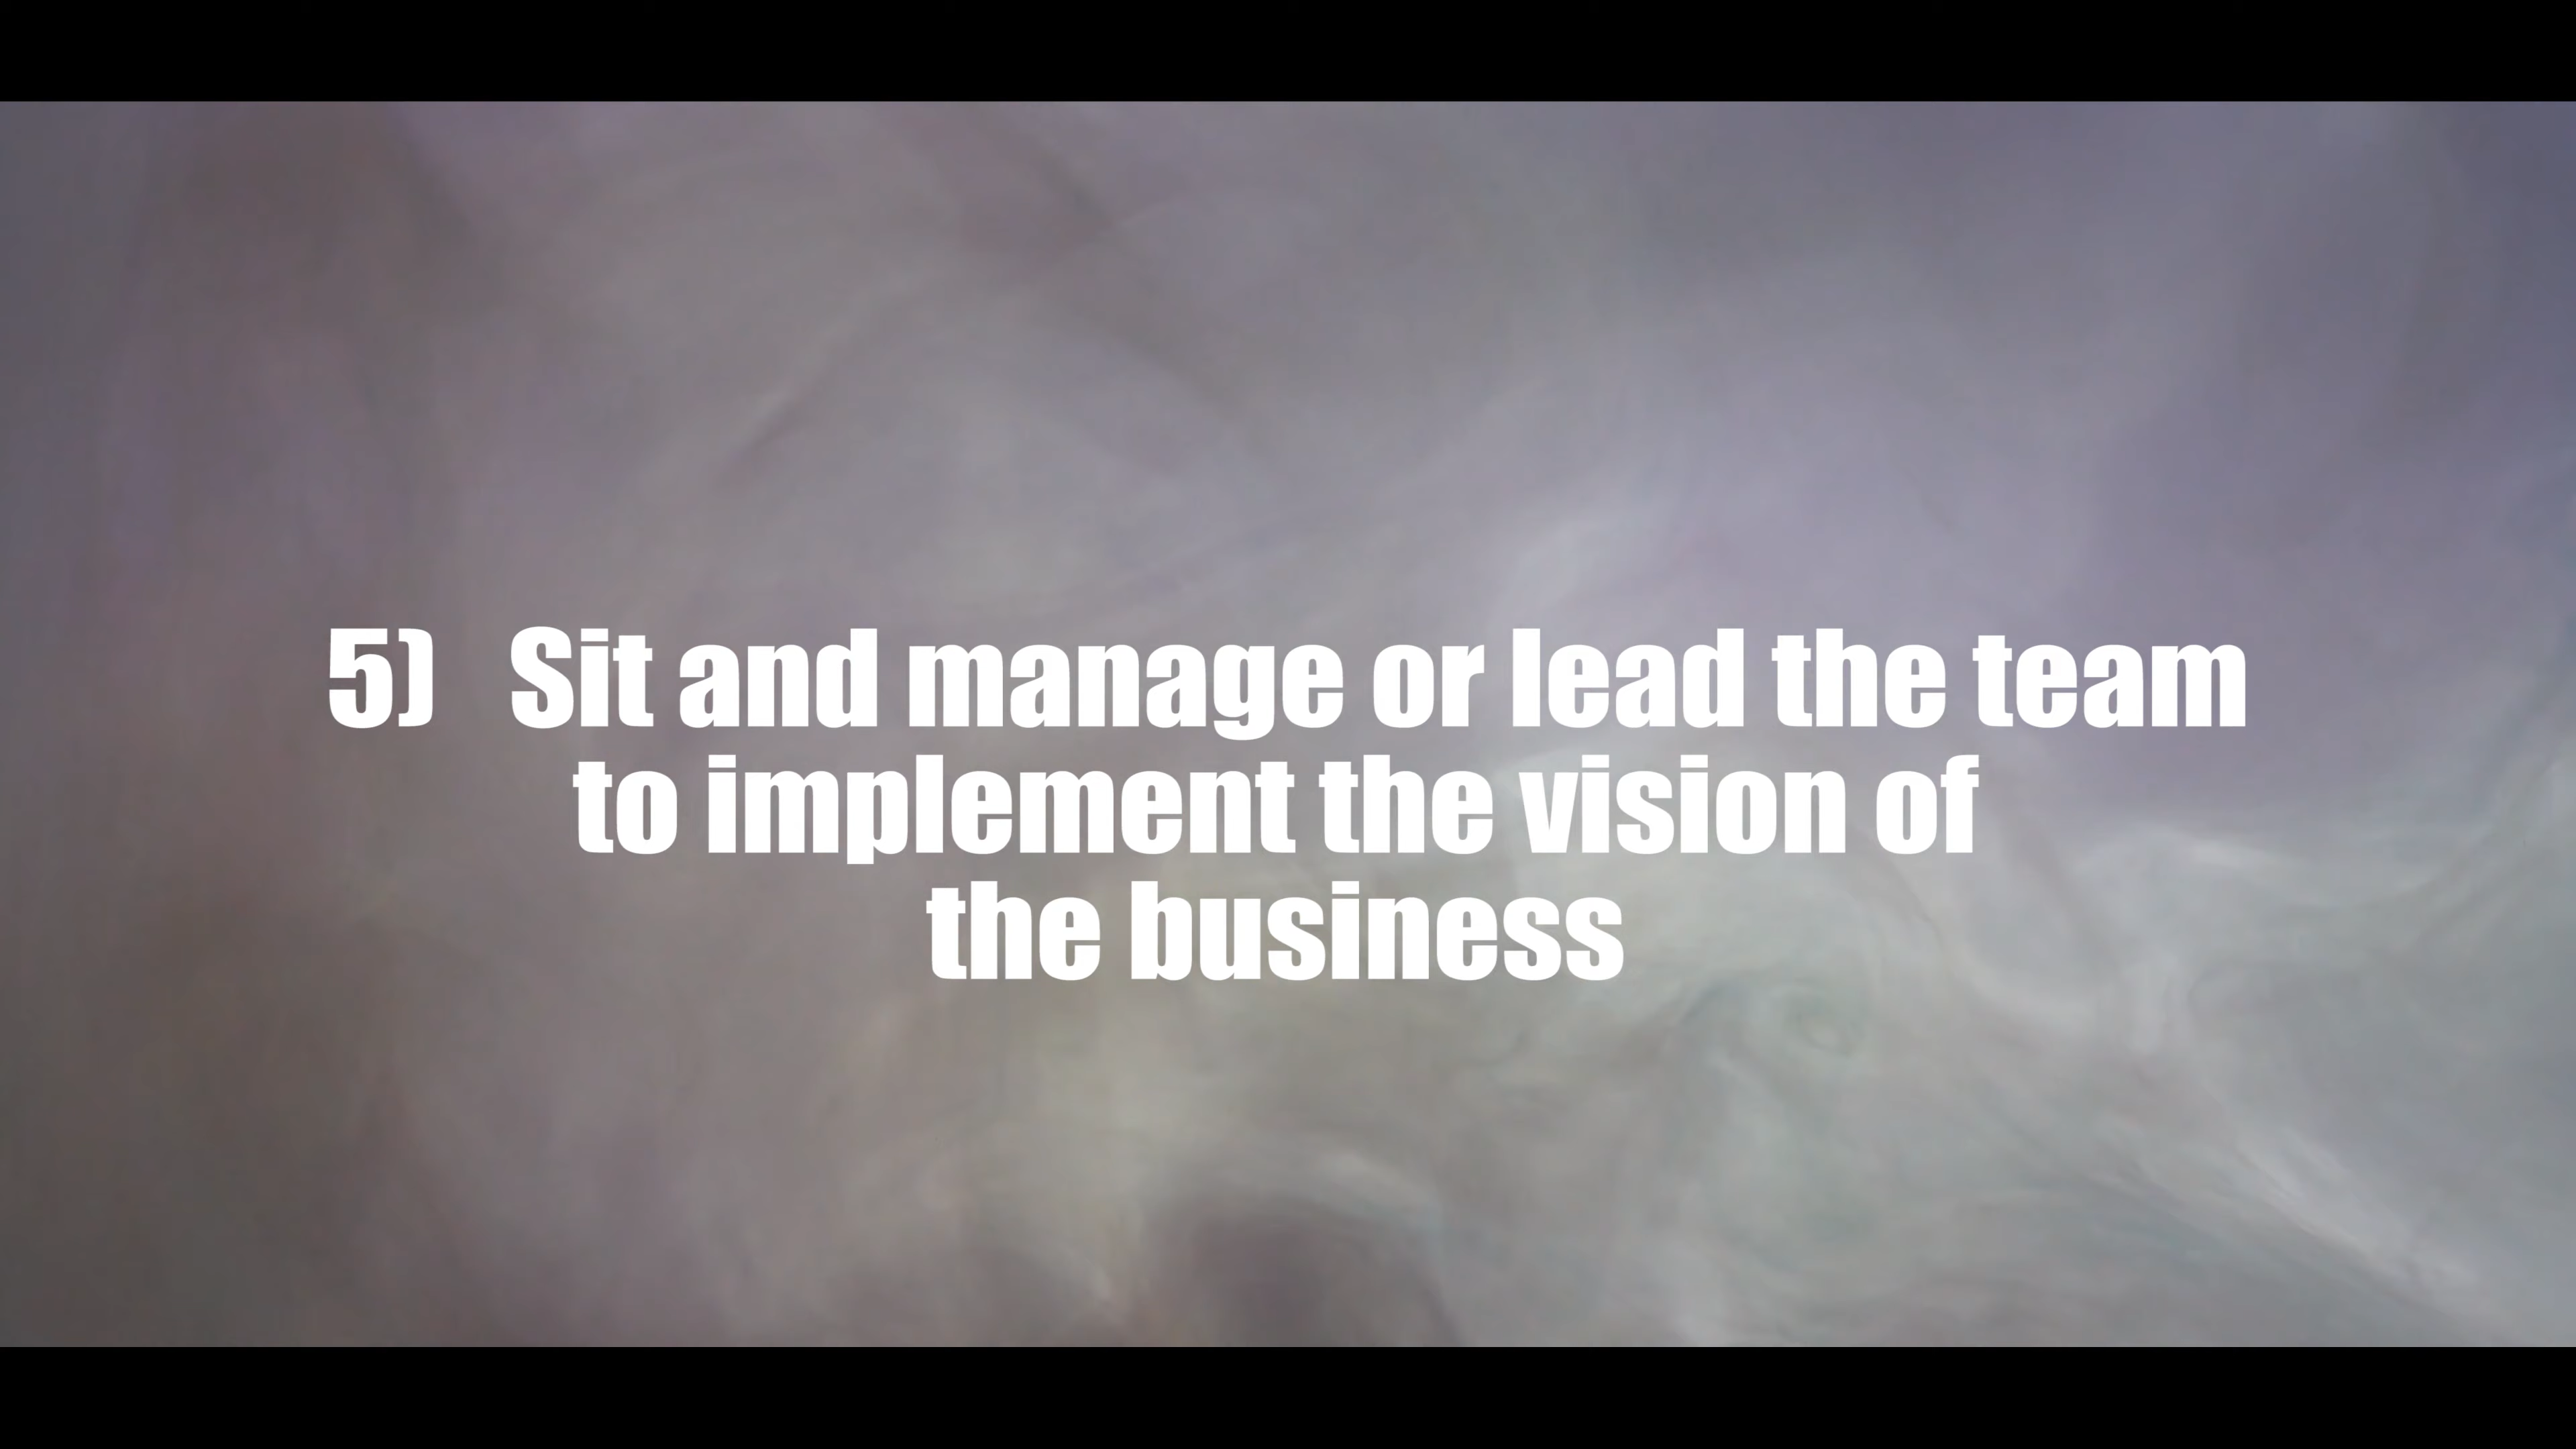 5) Sit and manage or lead the team
to implement the vision of
the business